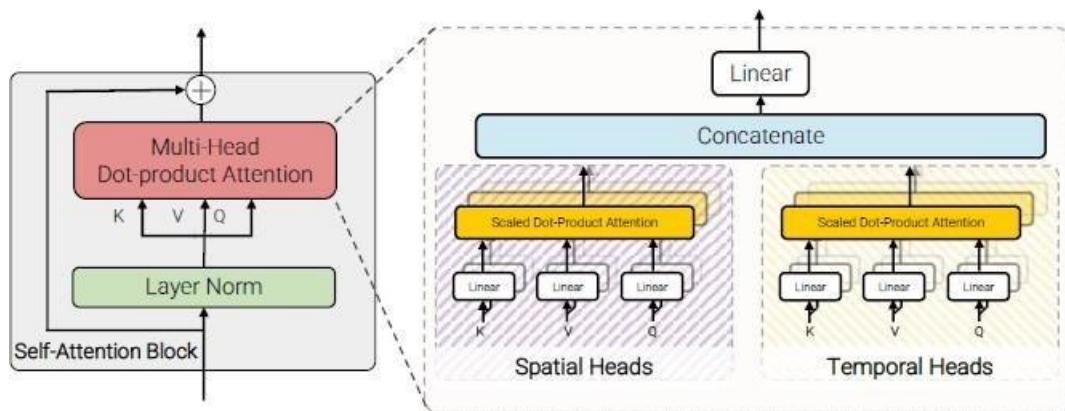 Multi-Head
Dot-product Attention
K V Q
Layer Norm
Self-Attention Block
Linear
Concatenate
Scaled Dot-Product Attention
Linear Linear Linear
K V Q
Spatial Heads
Scaled Dot-Product Attention
Linear Linear Linear
K V Q
Temporal Heads